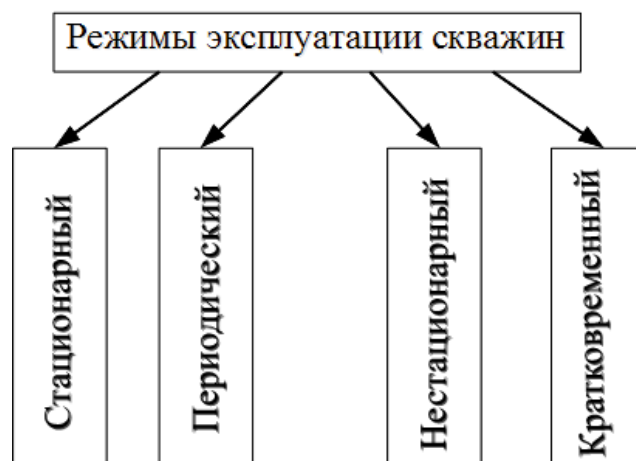 Режимы эксплуатации скважин
Стационарный
Периодический
Нестационарный
Кратковременный